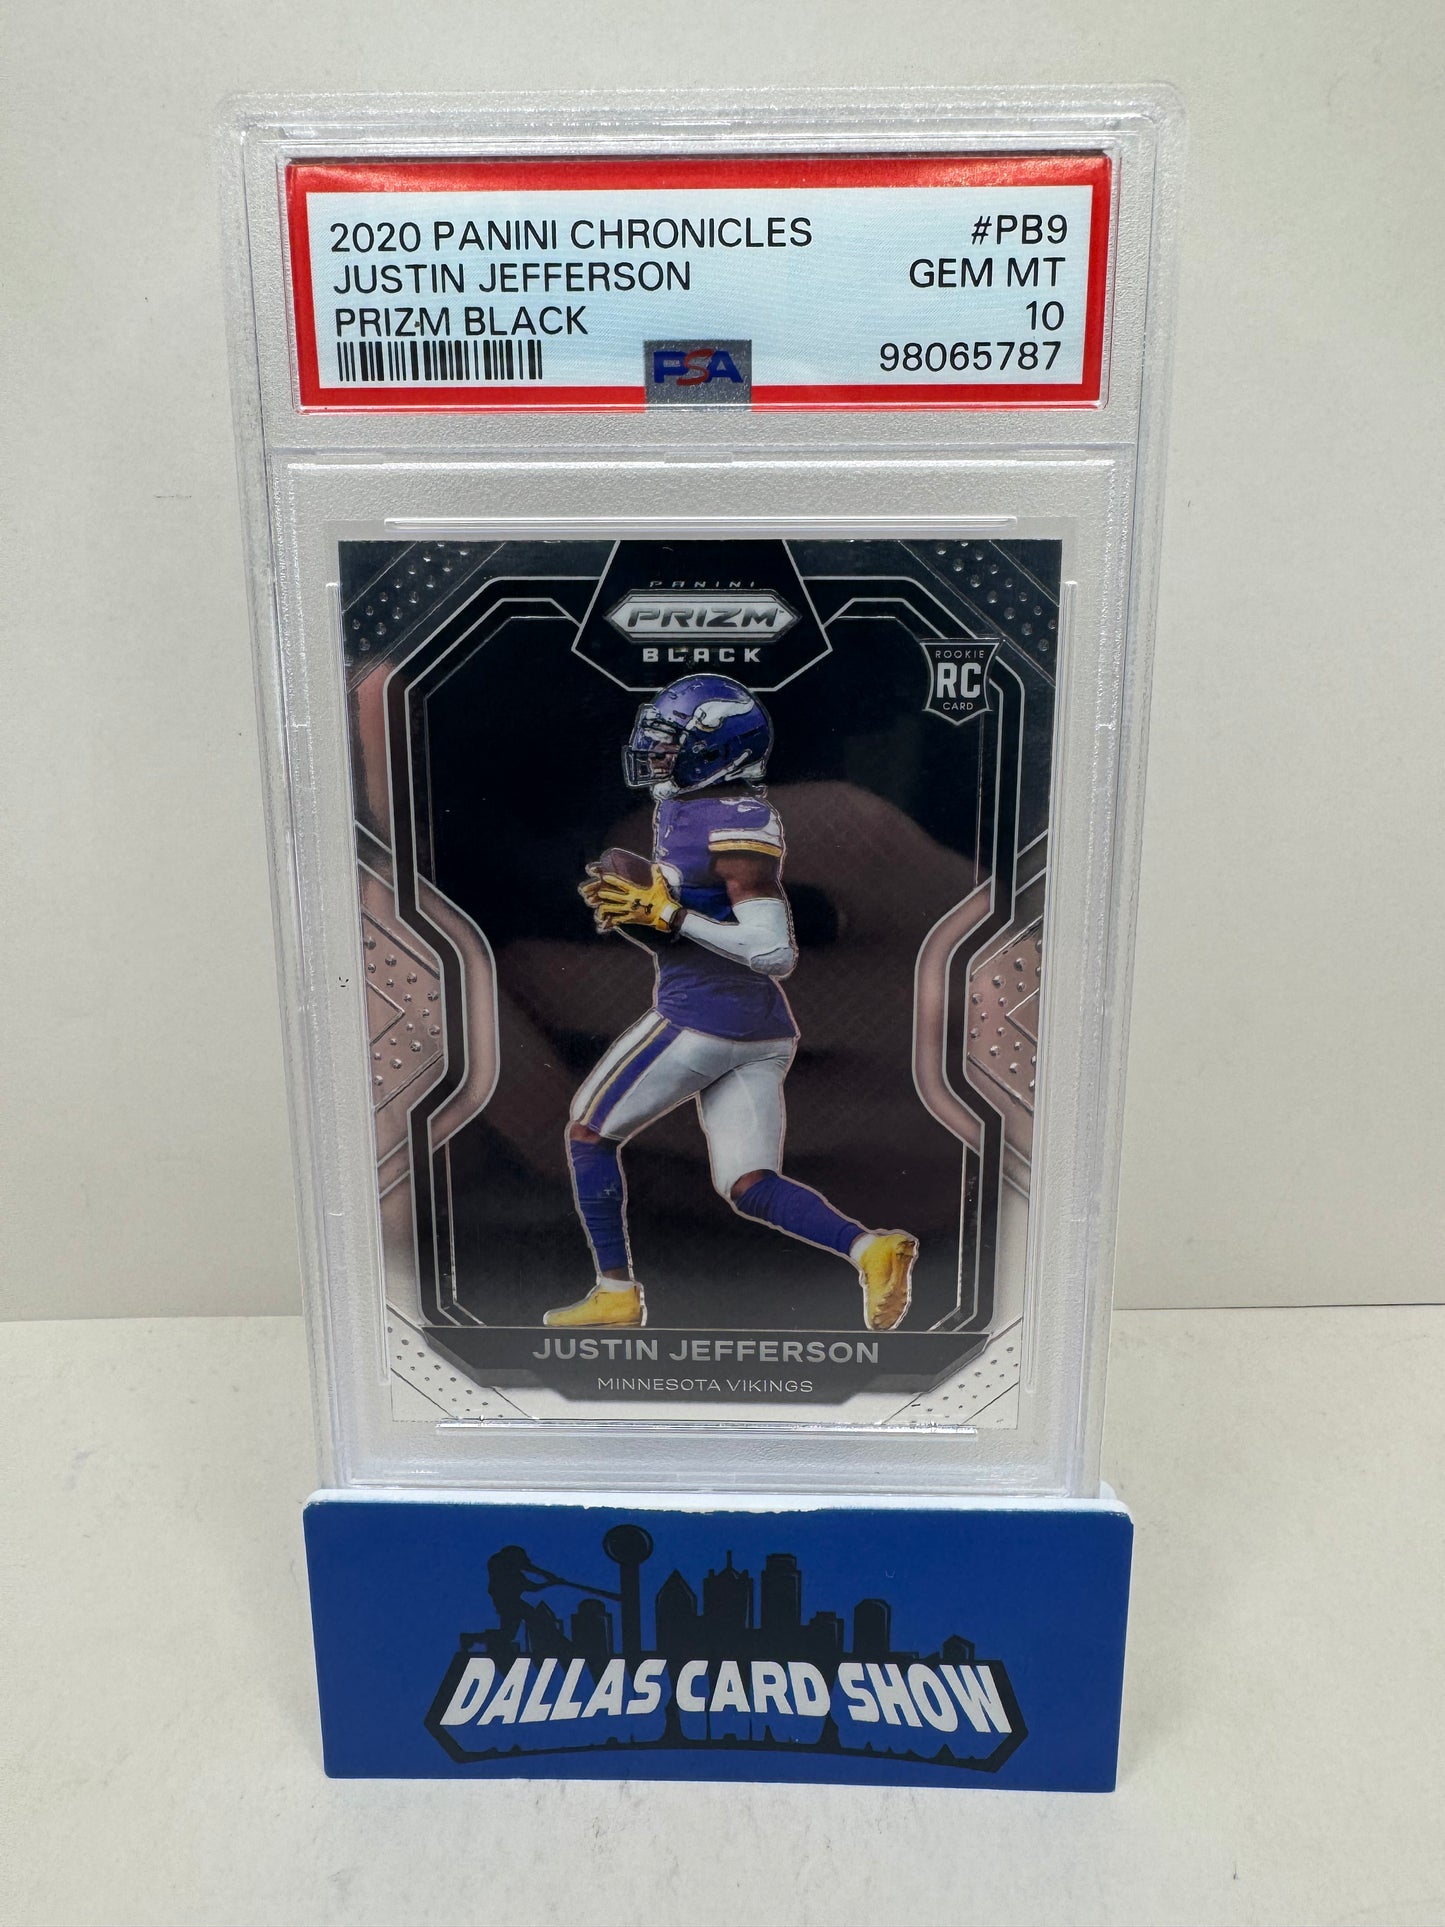 2020 PANINI CHRONICLES #PB9
JUSTIN JEFFERSON GEM MT
PRIZM BLACK 10
PSA 98065787
PANINI
PRIZM
BLACK
ROOKIE
RC
CARD
JUSTIN JEFFERSON
MINNESOTA VIKINGS
DALLAS CARD SHOW